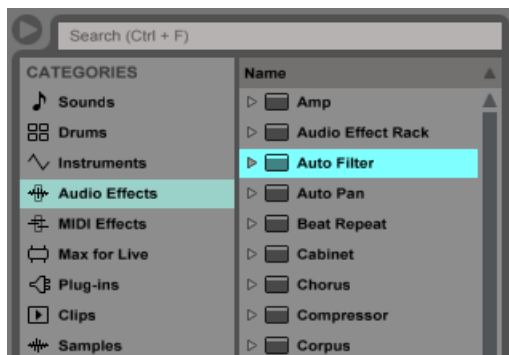 Search (Ctrl + F)
CATEGORIES
Sounds
Drums
Instruments
Audio Effects
MIDI Effects
Max for Live
Plug-ins
Clips
Samples
Name
Amp
Audio Effect Rack
Auto Filter
Auto Pan
Beat Repeat
Cabinet
Chorus
Compressor
Corpus